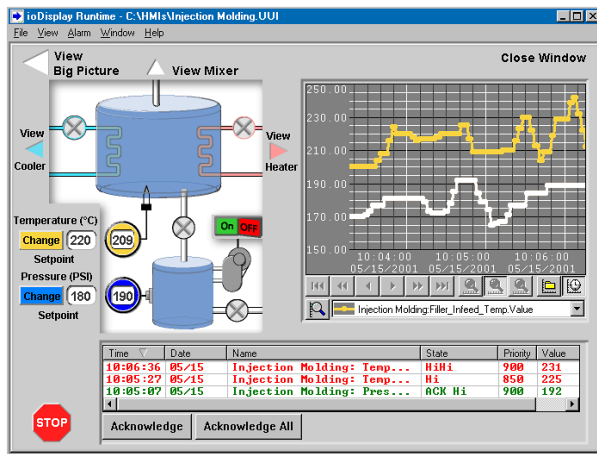 ioDisplay Runtime - C:\HMIs\Injection Molding.UUI
File View Alarm Window Help
View
Big Picture
View Mixer
Close Window
View
Cooler
View
Heater
Temperature (°C)
Change 220
Setpoint
209
Pressure (PSI)
Change 180
Setpoint
190
On OFF
250.00
230.00
210.00
190.00
170.00
150.00
10:04:00 10:05:00 10:06:00
05/15/2001 05/15/2001 05/15/2001
Injection Molding:Filler_Infeed_Temp.Value
Time Date Name State Priority Value
10:06:36 05/15 Injection Molding: Temp... HiHi 900 231
10:05:27 05/15 Injection Molding: Temp... Hi 850 225
10:05:07 05/15 Injection Molding: Pres... ACK Hi 900 192
STOP
Acknowledge Acknowledge All